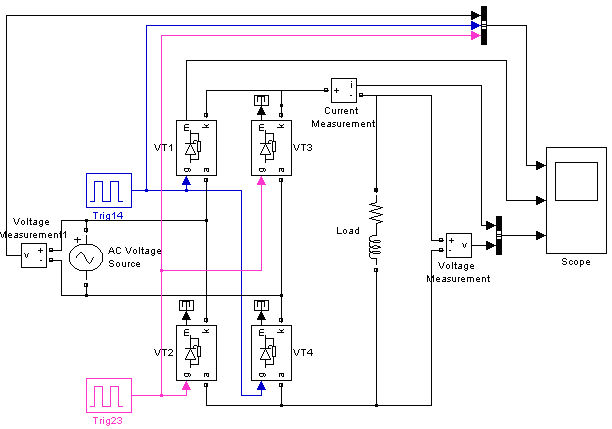 i
+
-
Current
Measurement
m
k
VT1
g
a
m
k
VT3
g
a
Trig14
Voltage
Measurement1
v
+
-
+
AC Voltage
Source
Load
+
-
v
Voltage
Measurement
Scope
m
k
VT2
g
a
m
k
VT4
g
a
Trig23